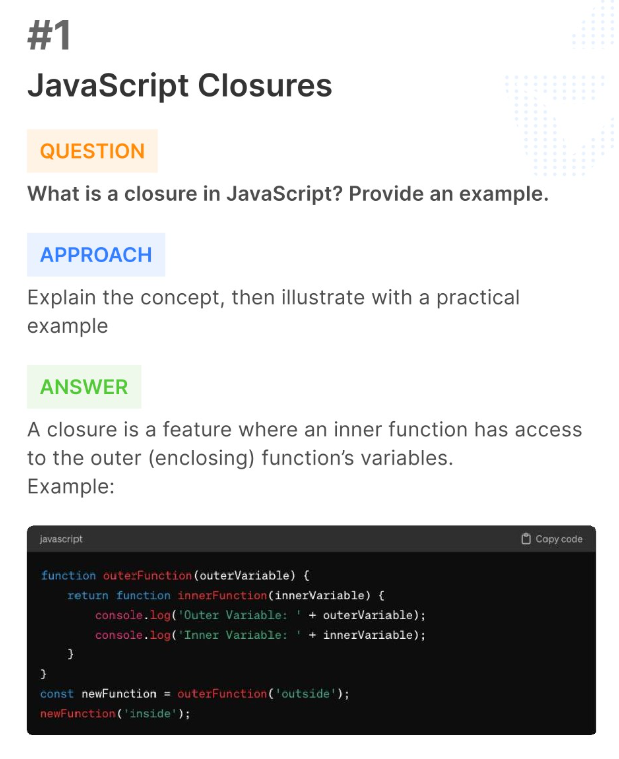 #1
JavaScript Closures
QUESTION
What is a closure in JavaScript? Provide an example.
APPROACH
Explain the concept, then illustrate with a practical
example
ANSWER
A closure is a feature where an inner function has access
to the outer (enclosing) function’s variables.
Example:
javascript Copy code
function outerFunction(outerVariable) {
    return function innerFunction(innerVariable) {
        console.log('Outer Variable: ' + outerVariable);
        console.log('Inner Variable: ' + innerVariable);
    }
}
const newFunction = outerFunction('outside');
newFunction('inside');